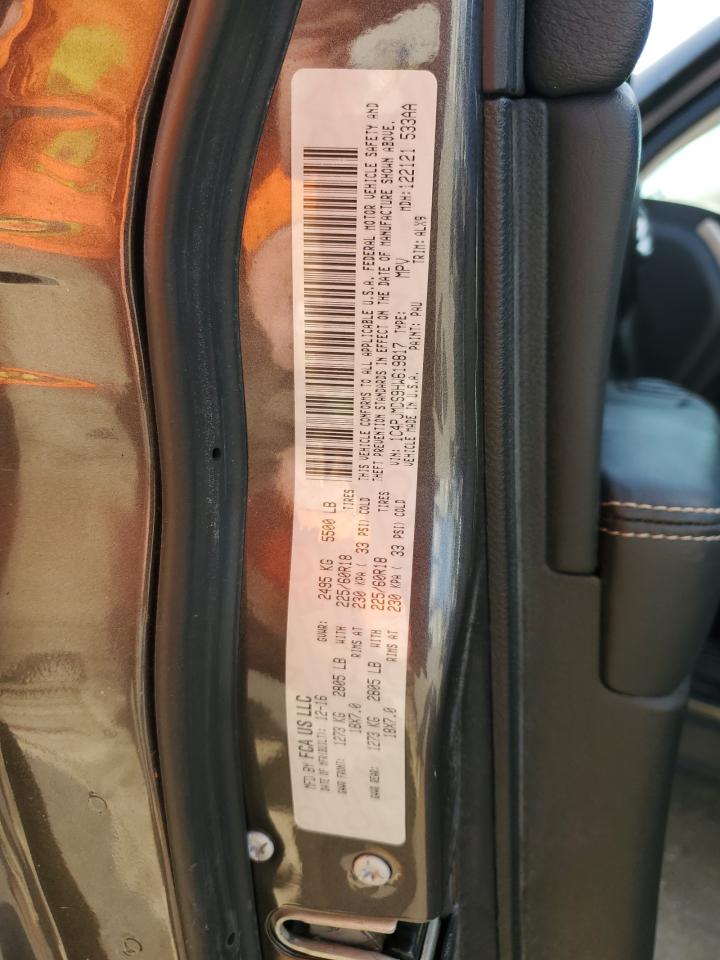 MFD BY FCA US LLC
DATE OF MFR(BUILT): 12-16 GVWR: 2495 KG 5500 LB
GAWR FRONT: 1273 KG 2805 LB WITH 225/60R18 TIRES
18X7.0 RIMS AT 230 KPA ( 33 PSI) COLD
GAWR REAR: 1273 KG 2805 LB WITH 225/60R18 TIRES
18X7.0 RIMS AT 230 KPA ( 33 PSI) COLD
THIS VEHICLE CONFORMS TO ALL APPLICABLE U.S.A. FEDERAL MOTOR VEHICLE SAFETY AND
THEFT PREVENTION STANDARDS IN EFFECT ON THE DATE OF MANUFACTURE SHOWN ABOVE.
VIN: 1C4PJMDS9HW619817 TYPE: MPV MDH: 122121 533AA
VEHICLE MADE IN U.S.A. PAINT: PAU TRIM: ALX9